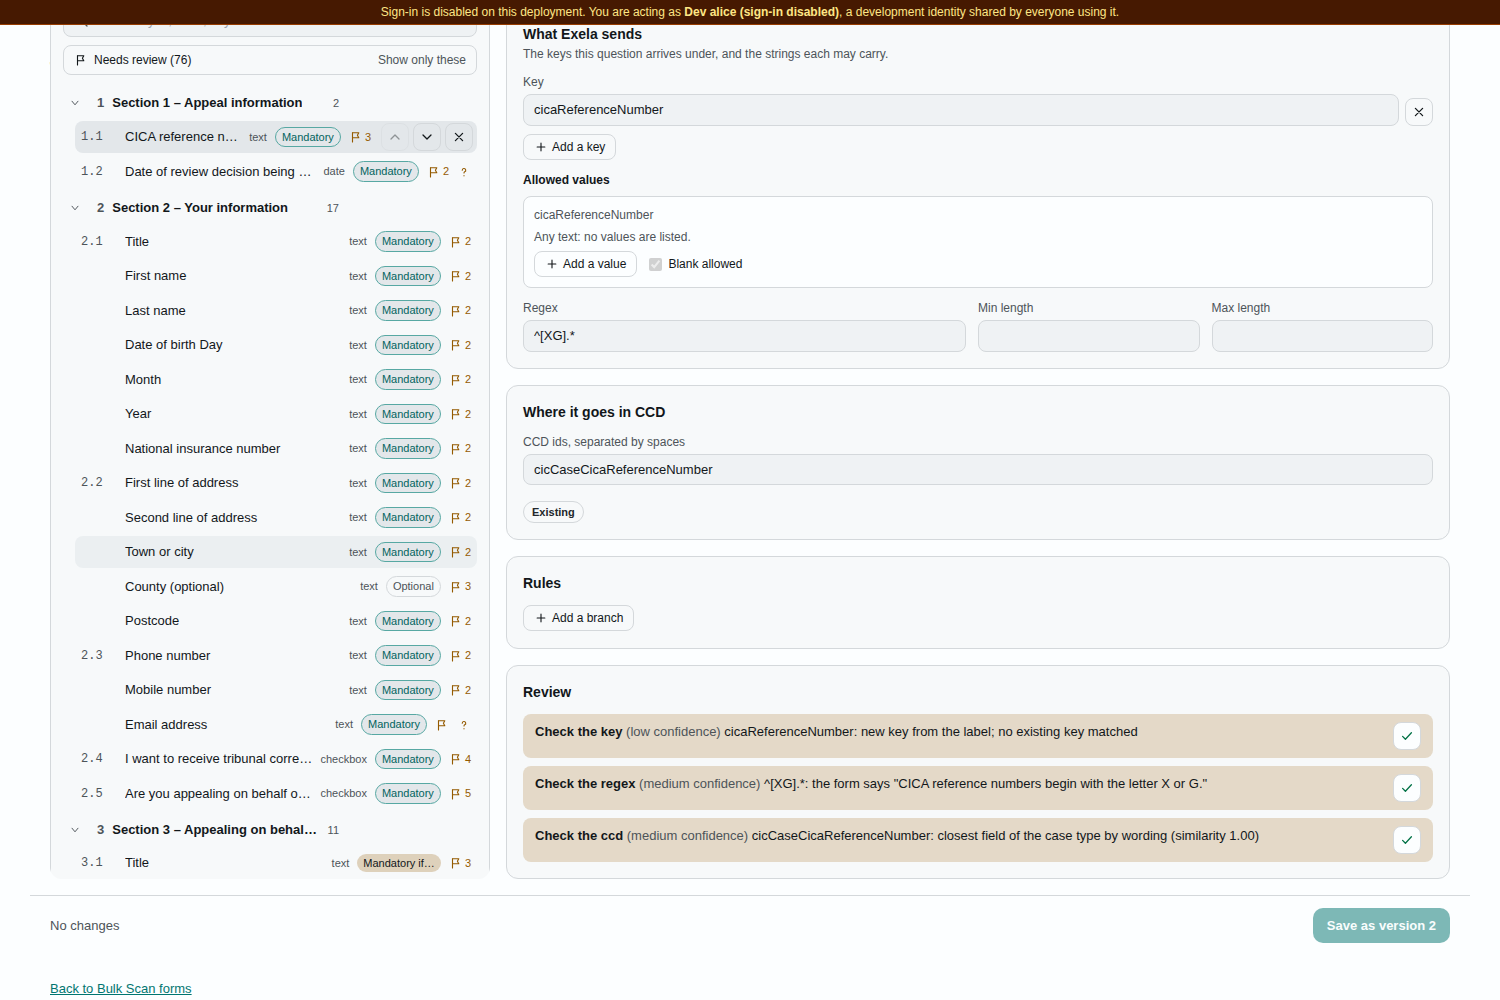 Sign-in is disabled on this deployment. You are acting as Dev alice (sign-in disabled), a development identity shared by everyone using it.
Needs review (76) Show only these
1 Section 1 – Appeal information 2
1.1 CICA reference n… text Mandatory 3
1.2 Date of review decision being … date Mandatory 2 ?
2 Section 2 – Your information 17
2.1 Title text Mandatory 2
First name text Mandatory 2
Last name text Mandatory 2
Date of birth Day text Mandatory 2
Month text Mandatory 2
Year text Mandatory 2
National insurance number text Mandatory 2
2.2 First line of address text Mandatory 2
Second line of address text Mandatory 2
Town or city text Mandatory 2
County (optional) text Optional 3
Postcode text Mandatory 2
2.3 Phone number text Mandatory 2
Mobile number text Mandatory 2
Email address text Mandatory ?
2.4 I want to receive tribunal corre… checkbox Mandatory 4
2.5 Are you appealing on behalf o… checkbox Mandatory 5
3 Section 3 – Appealing on behal… 11
3.1 Title text Mandatory if… 3
What Exela sends
The keys this question arrives under, and the strings each may carry.
Key
cicaReferenceNumber
Add a key
Allowed values
cicaReferenceNumber
Any text: no values are listed.
Add a value Blank allowed
Regex Min length Max length
^[XG].*
Where it goes in CCD
CCD ids, separated by spaces
cicCaseCicaReferenceNumber
Existing
Rules
Add a branch
Review
Check the key (low confidence) cicaReferenceNumber: new key from the label; no existing key matched
Check the regex (medium confidence) ^[XG].*: the form says "CICA reference numbers begin with the letter X or G."
Check the ccd (medium confidence) cicCaseCicaReferenceNumber: closest field of the case type by wording (similarity 1.00)
No changes Save as version 2
Back to Bulk Scan forms